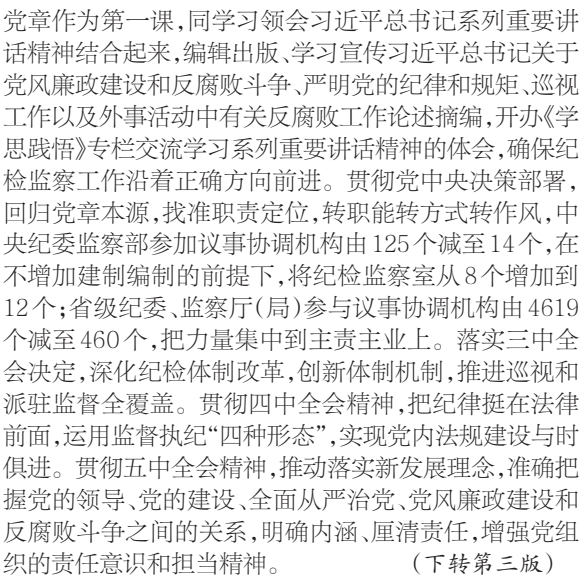 党章作为第一课,同学习领会习近平总书记系列重要讲
话精神结合起来,编辑出版、学习宣传习近平总书记关于
党风廉政建设和反腐败斗争、严明党的纪律和规矩、巡视
工作以及外事活动中有关反腐败工作论述摘编,开办《学
思践悟》专栏交流学习系列重要讲话精神的体会,确保纪
检监察工作沿着正确方向前进。贯彻党中央决策部署,
回归党章本源,找准职责定位,转职能转方式转作风,中
央纪委监察部参加议事协调机构由125个减至14个,在
不增加建制编制的前提下,将纪检监察室从8个增加到
12个;省级纪委、监察厅(局)参与议事协调机构由4619
个减至460个,把力量集中到主责主业上。落实三中全
会决定,深化纪检体制改革,创新体制机制,推进巡视和
派驻监督全覆盖。贯彻四中全会精神,把纪律挺在法律
前面,运用监督执纪“四种形态”,实现党内法规建设与时
俱进。贯彻五中全会精神,推动落实新发展理念,准确把
握党的领导、党的建设、全面从严治党、党风廉政建设和
反腐败斗争之间的关系,明确内涵、厘清责任,增强党组
织的责任意识和担当精神。 (下转第三版)